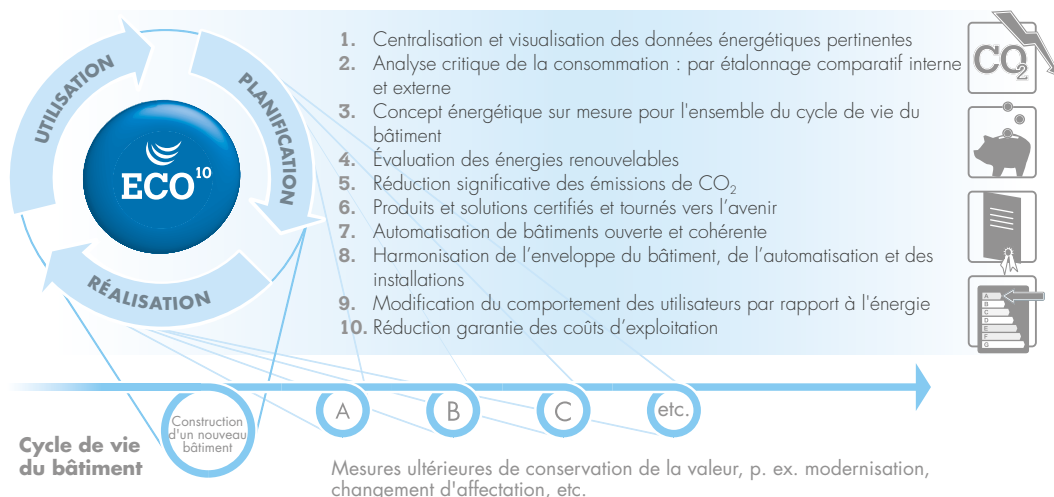 UTILISATION
PLANIFICATION
RÉALISATION
ECO¹⁰
1. Centralisation et visualisation des données énergétiques pertinentes
2. Analyse critique de la consommation : par étalonnage comparatif interne
et externe
3. Concept énergétique sur mesure pour l'ensemble du cycle de vie du
bâtiment
4. Évaluation des énergies renouvelables
5. Réduction significative des émissions de CO₂
6. Produits et solutions certifiés et tournés vers l’avenir
7. Automatisation de bâtiments ouverte et cohérente
8. Harmonisation de l’enveloppe du bâtiment, de l’automatisation et des
installations
9. Modification du comportement des utilisateurs par rapport à l'énergie
10. Réduction garantie des coûts d’exploitation
CO₂
A
B
C
D
E
F
G
Construction
d'un nouveau
bâtiment
A
B
C
etc.
Cycle de vie
du bâtiment
Mesures ultérieures de conservation de la valeur, p. ex. modernisation,
changement d'affectation, etc.